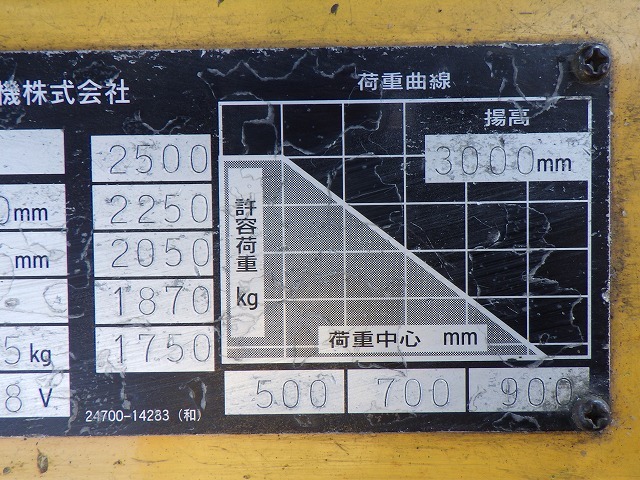 機株式会社
荷重曲線
揚高
3000mm
2500
2250
2050
1870
1750
許容荷重 kg
荷重中心 mm
500 700 900
0mm
mm
5kg
8V
24700-14283(和)